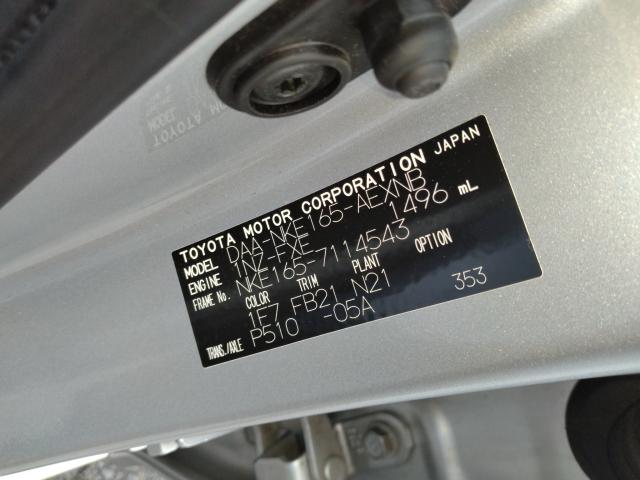 TOYOTA MOTOR CORPORATION JAPAN
MODEL DAA-NKE165-AEXNB
ENGINE 1NZ-FXE 1496 mL
FRAME No. NKE165-7114543
COLOR TRIM PLANT OPTION
1F7 FB21 N21 353
TRANS./AXLE P510 -05A